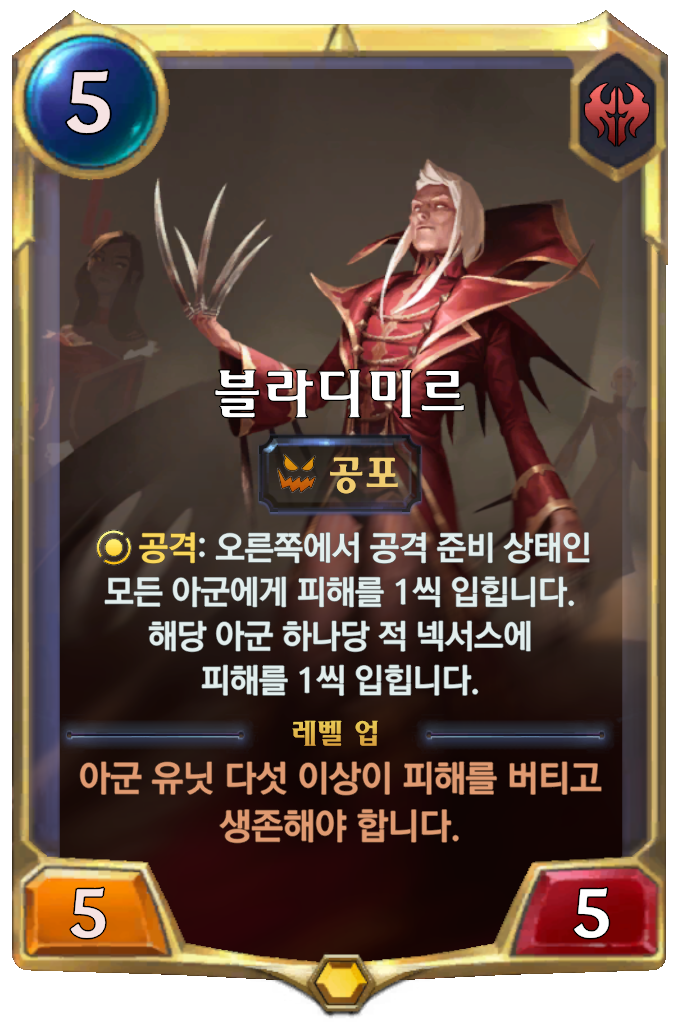 5
블라디미르
공포
공격: 오른쪽에서 공격 준비 상태인
모든 아군에게 피해를 1씩 입힙니다.
해당 아군 하나당 적 넥서스에
피해를 1씩 입힙니다.
레벨 업
아군 유닛 다섯 이상이 피해를 버티고
생존해야 합니다.
5
5